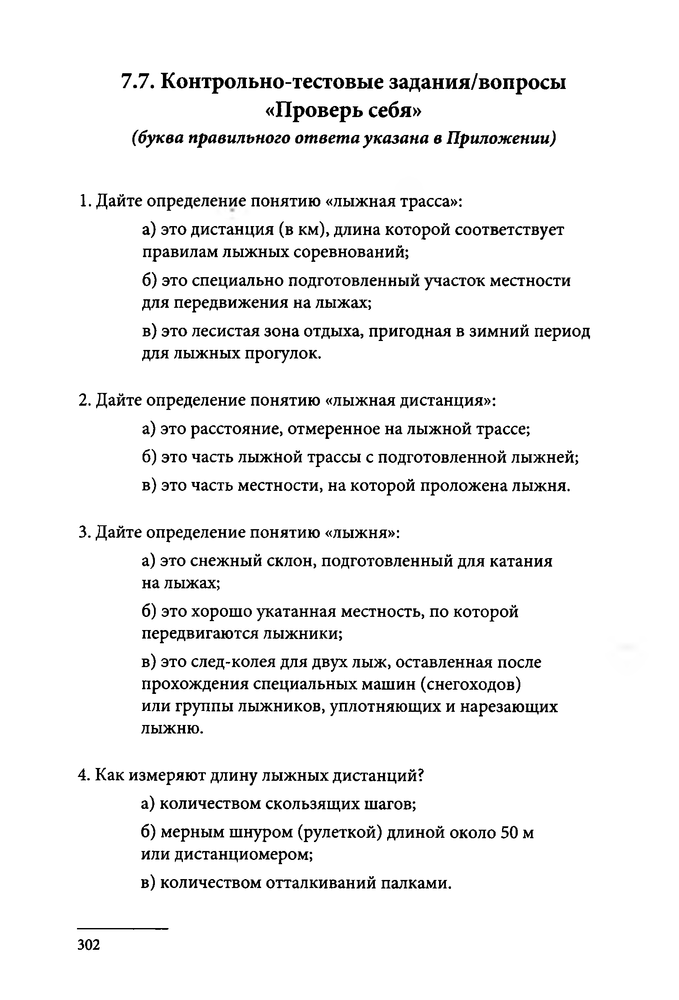 7.7. Контрольно-тестовые задания/вопросы
«Проверь себя»
(буква правильного ответа указана в Приложении)
1. Дайте определение понятию «лыжная трасса»:
а) это дистанция (в км), длина которой соответствует
правилам лыжных соревнований;
б) это специально подготовленный участок местности
для передвижения на лыжах;
в) это лесистая зона отдыха, пригодная в зимний период
для лыжных прогулок.
2. Дайте определение понятию «лыжная дистанция»:
а) это расстояние, отмеренное на лыжной трассе;
б) это часть лыжной трассы с подготовленной лыжней;
в) это часть местности, на которой проложена лыжня.
3. Дайте определение понятию «лыжня»:
а) это снежный склон, подготовленный для катания
на лыжах;
б) это хорошо укатанная местность, по которой
передвигаются лыжники;
в) это след-колея для двух лыж, оставленная после
прохождения специальных машин (снегоходов)
или группы лыжников, уплотняющих и нарезающих
лыжню.
4. Как измеряют длину лыжных дистанций?
а) количеством скользящих шагов;
б) мерным шнуром (рулеткой) длиной около 50 м
или дистанциомером;
в) количеством отталкиваний палками.
302